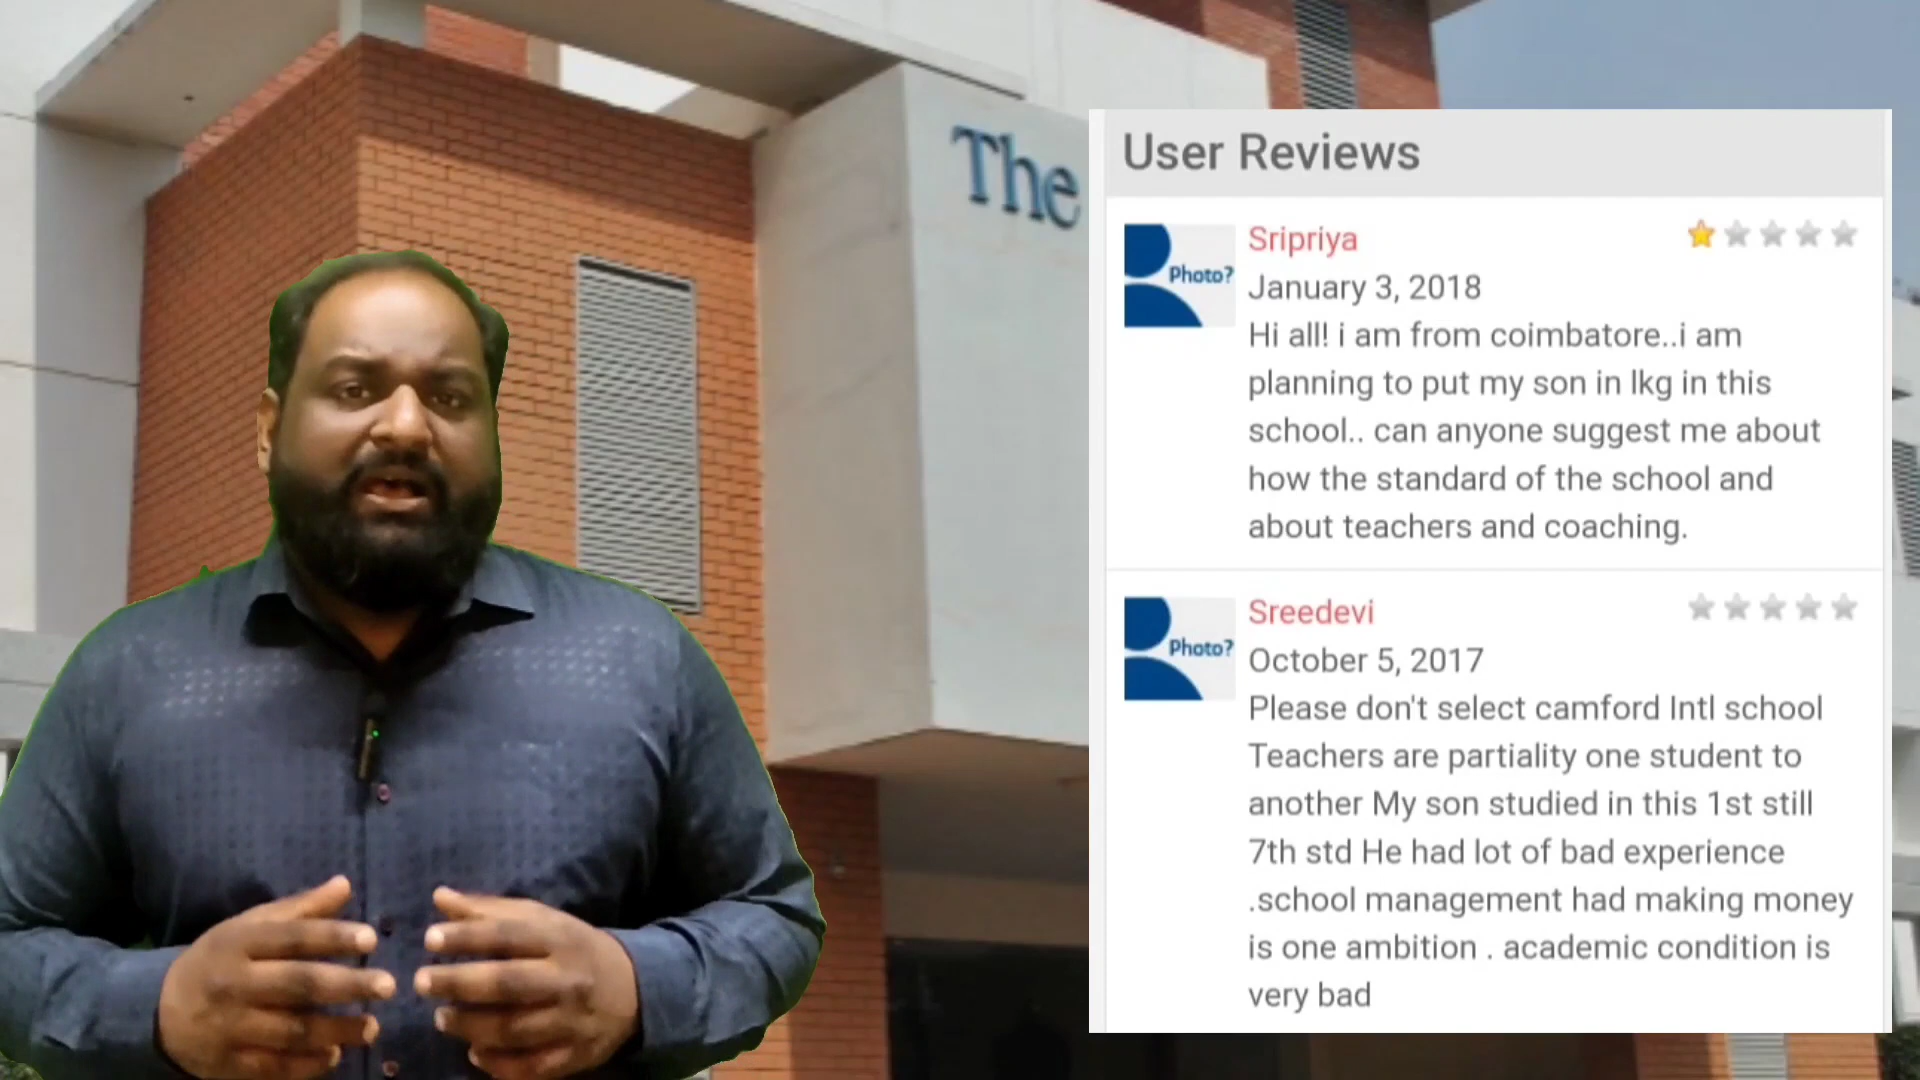 The
User Reviews
Photo?
Sripriya
January 3, 2018
Hi all! i am from coimbatore..i am
planning to put my son in lkg in this
school.. can anyone suggest me about
how the standard of the school and
about teachers and coaching.
Photo?
Sreedevi
October 5, 2017
Please don't select camford Intl school
Teachers are partiality one student to
another My son studied in this 1st still
7th std He had lot of bad experience
.school management had making money
is one ambition . academic condition is
very bad